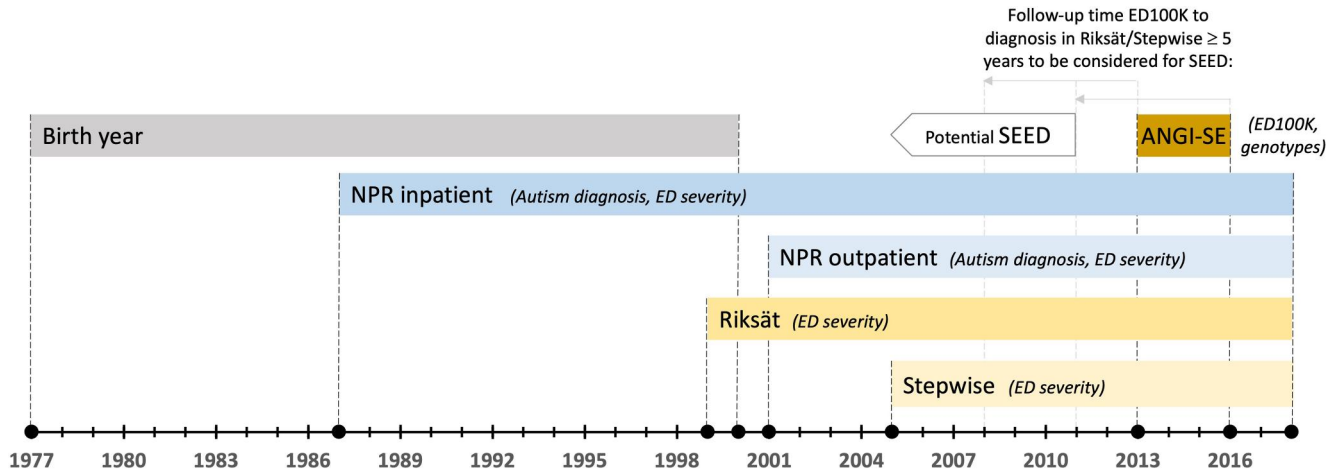 Follow-up time ED100K to
diagnosis in Riksät/Stepwise ≥ 5
years to be considered for SEED:
Birth year
Potential SEED
ANGI-SE
(ED100K,
genotypes)
NPR inpatient (Autism diagnosis, ED severity)
NPR outpatient (Autism diagnosis, ED severity)
Riksät (ED severity)
Stepwise (ED severity)
1977 1980 1983 1986 1989 1992 1995 1998 2001 2004 2007 2010 2013 2016